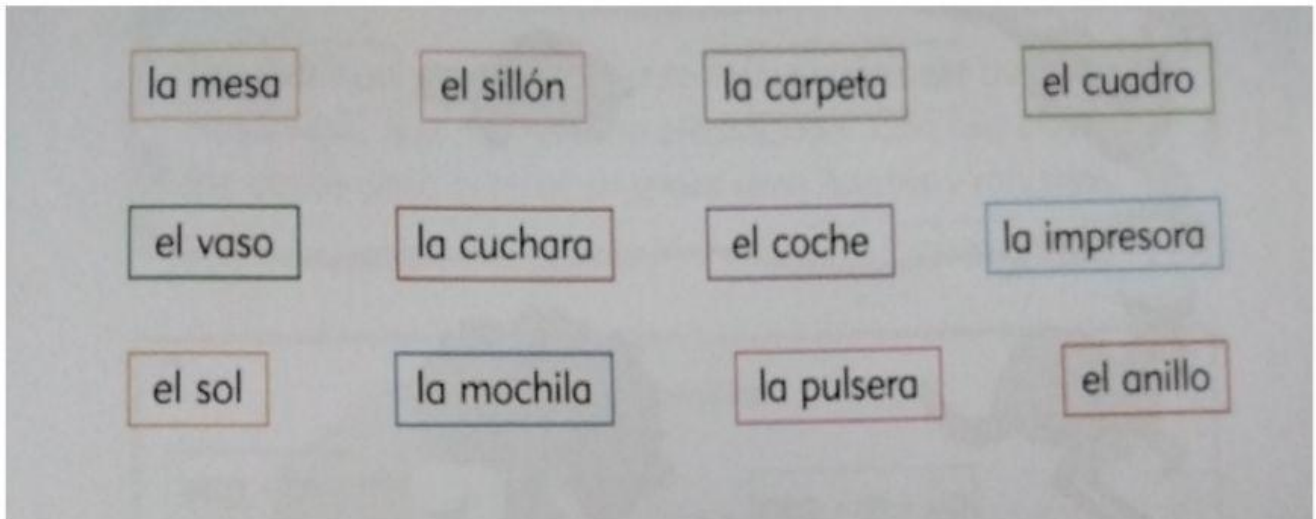 la mesa el sillón la carpeta el cuadro
el vaso la cuchara el coche la impresora
el sol la mochila la pulsera el anillo